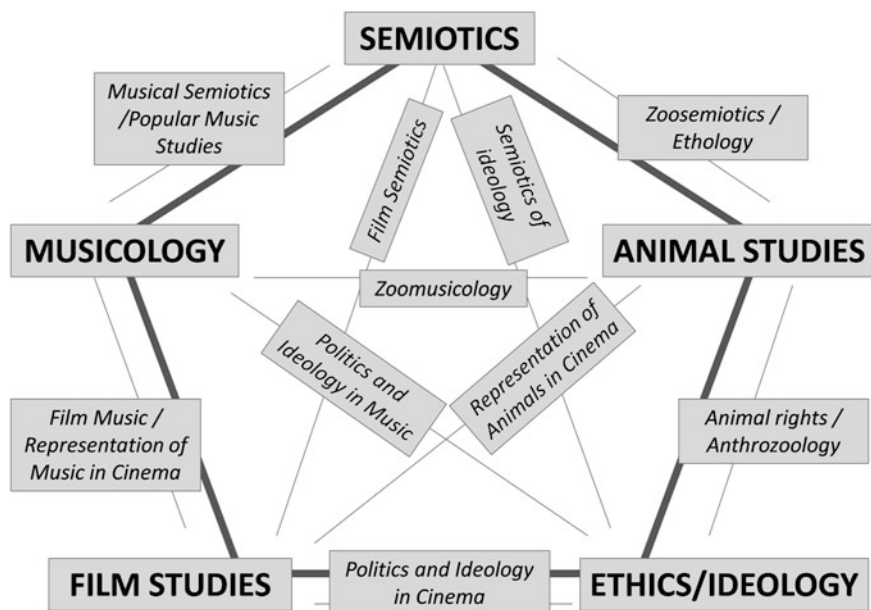 SEMIOTICS
Musical Semiotics
/Popular Music
Studies
Zoosemiotics /
Ethology
Film Semiotics
Semiotics of
ideology
MUSICOLOGY
ANIMAL STUDIES
Zoomusicology
Politics and
Ideology in Music
Representation of
Animals in Cinema
Film Music /
Representation of
Music in Cinema
Animal rights /
Anthrozoology
FILM STUDIES
Politics and Ideology
in Cinema
ETHICS/IDEOLOGY